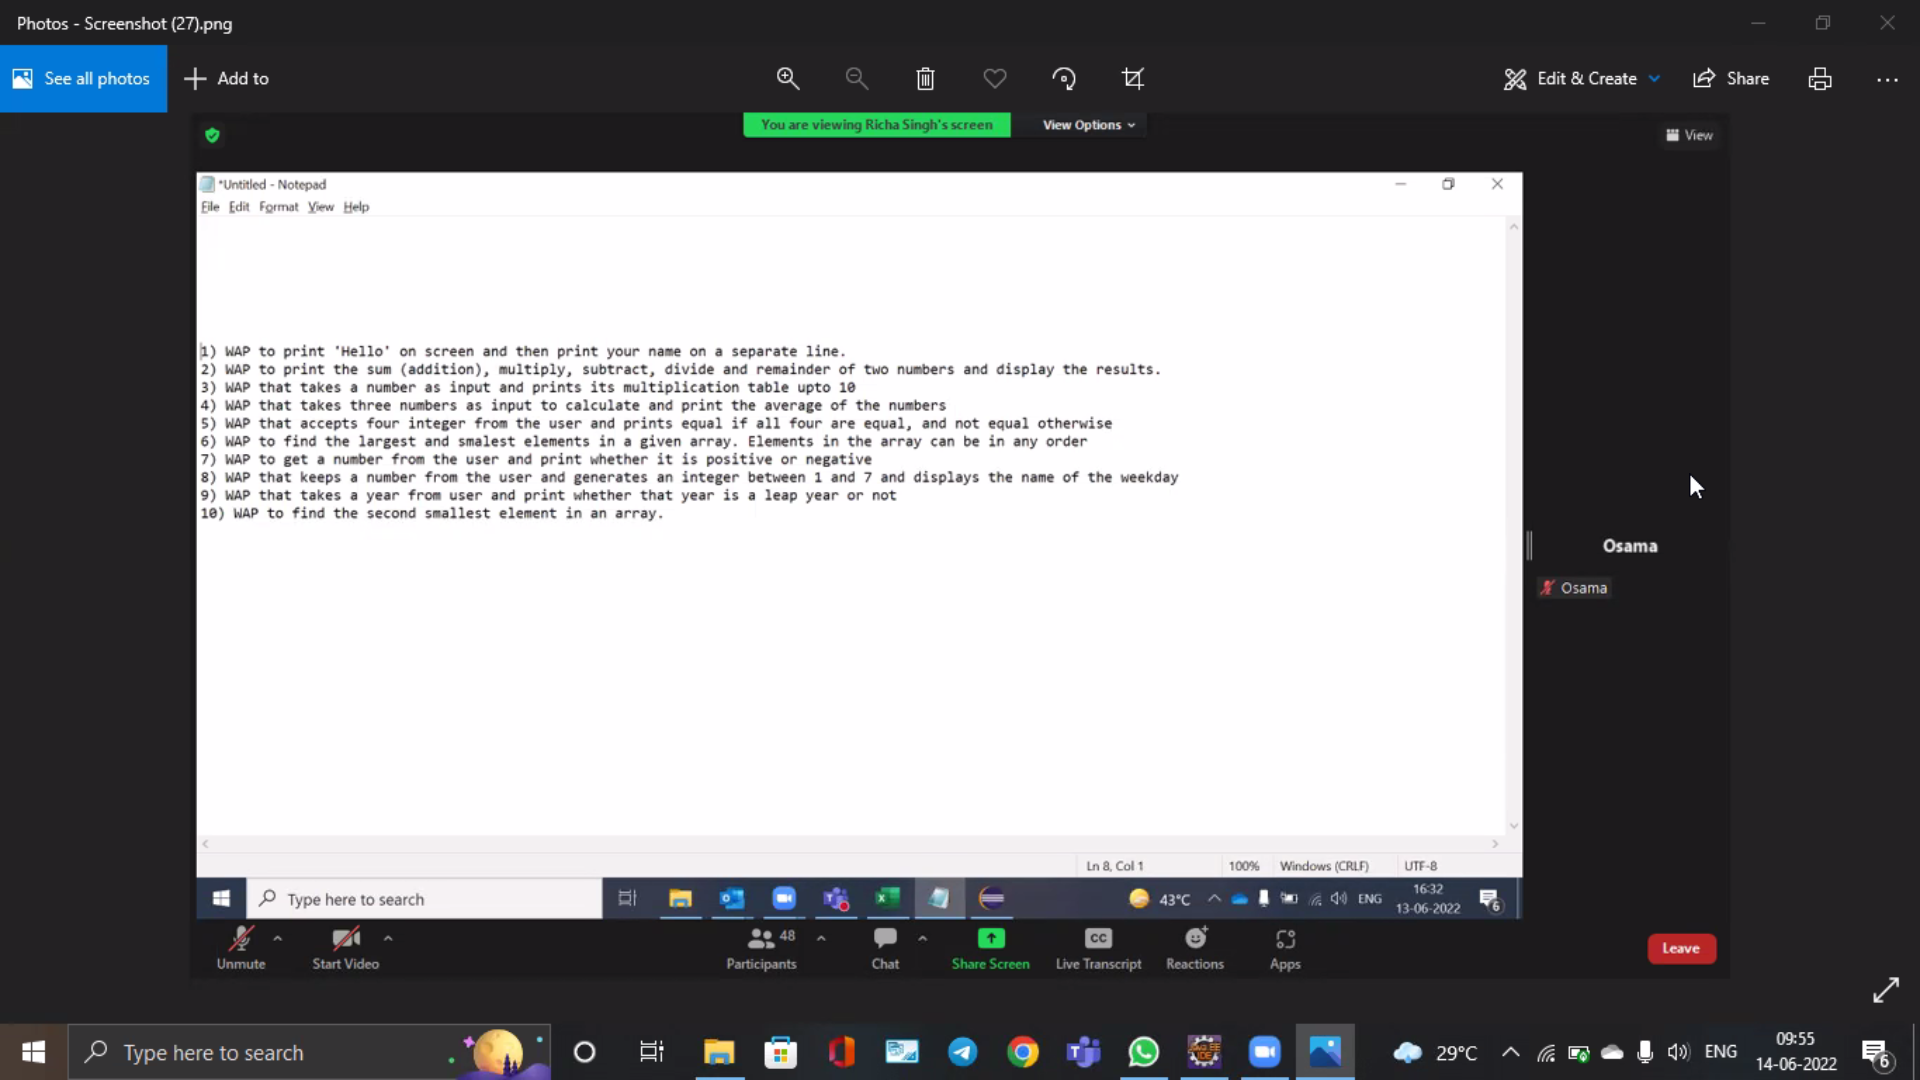 Photos - Screenshot (27).png
See all photos
Add to
Edit & Create
Share
You are viewing Richa Singh's screen
View Options
View
*Untitled - Notepad
File Edit Format View Help
1) WAP to print 'Hello' on screen and then print your name on a separate line.
2) WAP to print the sum (addition), multiply, subtract, divide and remainder of two numbers and display the results.
3) WAP that takes a number as input and prints its multiplication table upto 10
4) WAP that takes three numbers as input to calculate and print the average of the numbers
5) WAP that accepts four integer from the user and prints equal if all four are equal, and not equal otherwise
6) WAP to find the largest and smalest elements in a given array. Elements in the array can be in any order
7) WAP to get a number from the user and print whether it is positive or negative
8) WAP that keeps a number from the user and generates an integer between 1 and 7 and displays the name of the weekday
9) WAP that takes a year from user and print whether that year is a leap year or not
10) WAP to find the second smallest element in an array.
Osama
Osama
Ln 8, Col 1
100%
Windows (CRLF)
UTF-8
Type here to search
43°C
ENG
16:32
13-06-2022
6
Unmute
Start Video
48
Participants
Chat
Share Screen
CC
Live Transcript
Reactions
Apps
Leave
Type here to search
29°C
ENG
09:55
14-06-2022
6